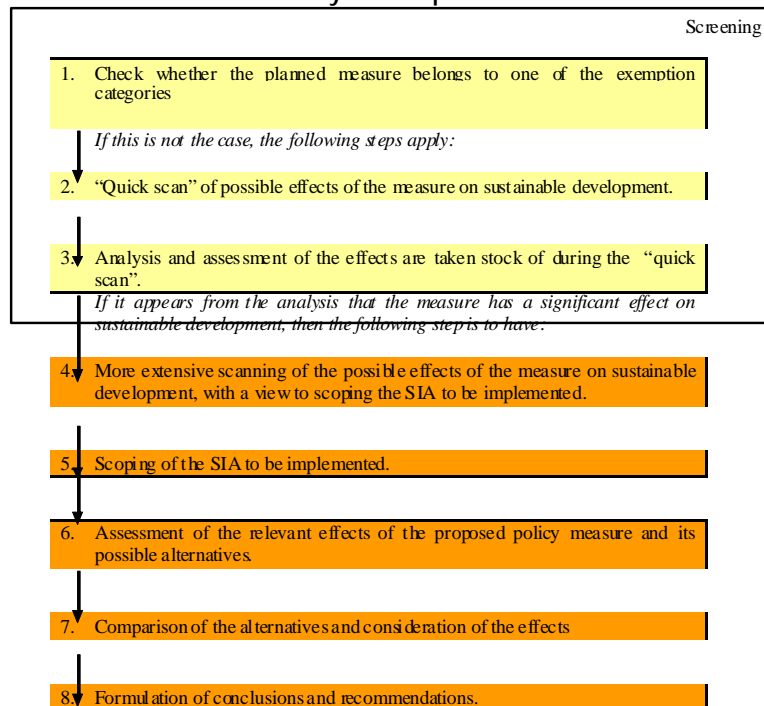 Screening
1. Check whether the planned measure belongs to one of the exemption
categories
If this is not the case, the following steps apply:
2. “Quick scan” of possible effects of the measure on sustainable development.
3. Analysis and assessment of the effects are taken stock of during the “quick
scan”.
If it appears from the analysis that the measure has a significant effect on
sustainable development, then the following step is to have:
4. More extensive scanning of the possible effects of the measure on sustainable
development, with a view to scoping the SIA to be implemented.
5. Scoping of the SIA to be implemented.
6. Assessment of the relevant effects of the proposed policy measure and its
possible alternatives.
7. Comparison of the alternatives and consideration of the effects
8. Formulation of conclusions and recommendations.